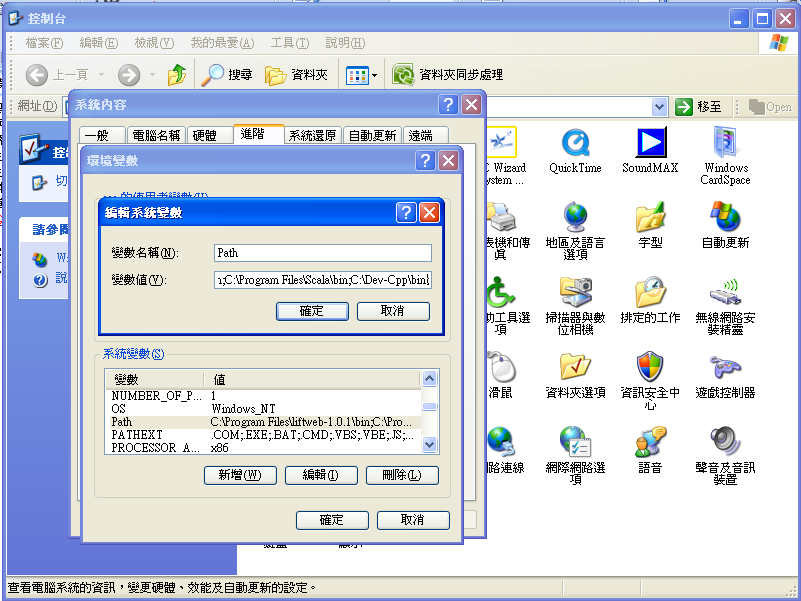 控制台
檔案(F) 編輯(E) 檢視(V) 我的最愛(A) 工具(T) 說明(H)
上一頁 搜尋 資料夾 資料夾同步處理
網址(D) 移至 Open
系統內容
一般 電腦名稱 硬體 進階 系統還原 自動更新 遠端
環境變數
的使用者變數(U)
編輯系統變數
變數名稱(N): Path
變數值(V): ;C:\Program Files\Scala\bin;C:\Dev-Cpp\bin
確定 取消
系統變數(S)
變數 值
NUMBER_OF_P... 1
OS Windows_NT
Path C:\Program Files\liftweb-1.0.1\bin;C:\Pro...
PATHEXT .COM;.EXE;.BAT;.CMD;.VBS;.VBE;.JS;...
PROCESSOR_A... x86
新增(W) 編輯(I) 刪除(L)
確定 取消
控
切
請參閱
W
說
C Wizard
ystem ...
QuickTime
SoundMAX
Windows
CardSpace
表機和傳
真
地區及語言
選項
字型
自動更新
助工具選
項
掃描器與數
位相機
排定的工作
無線網路安
裝精靈
滑鼠
資料夾選項
資訊安全中
心
遊戲控制器
路連線
網際網路選
項
語音
聲音及音訊
裝置
查看電腦系統的資訊，變更硬體、效能及自動更新的設定。